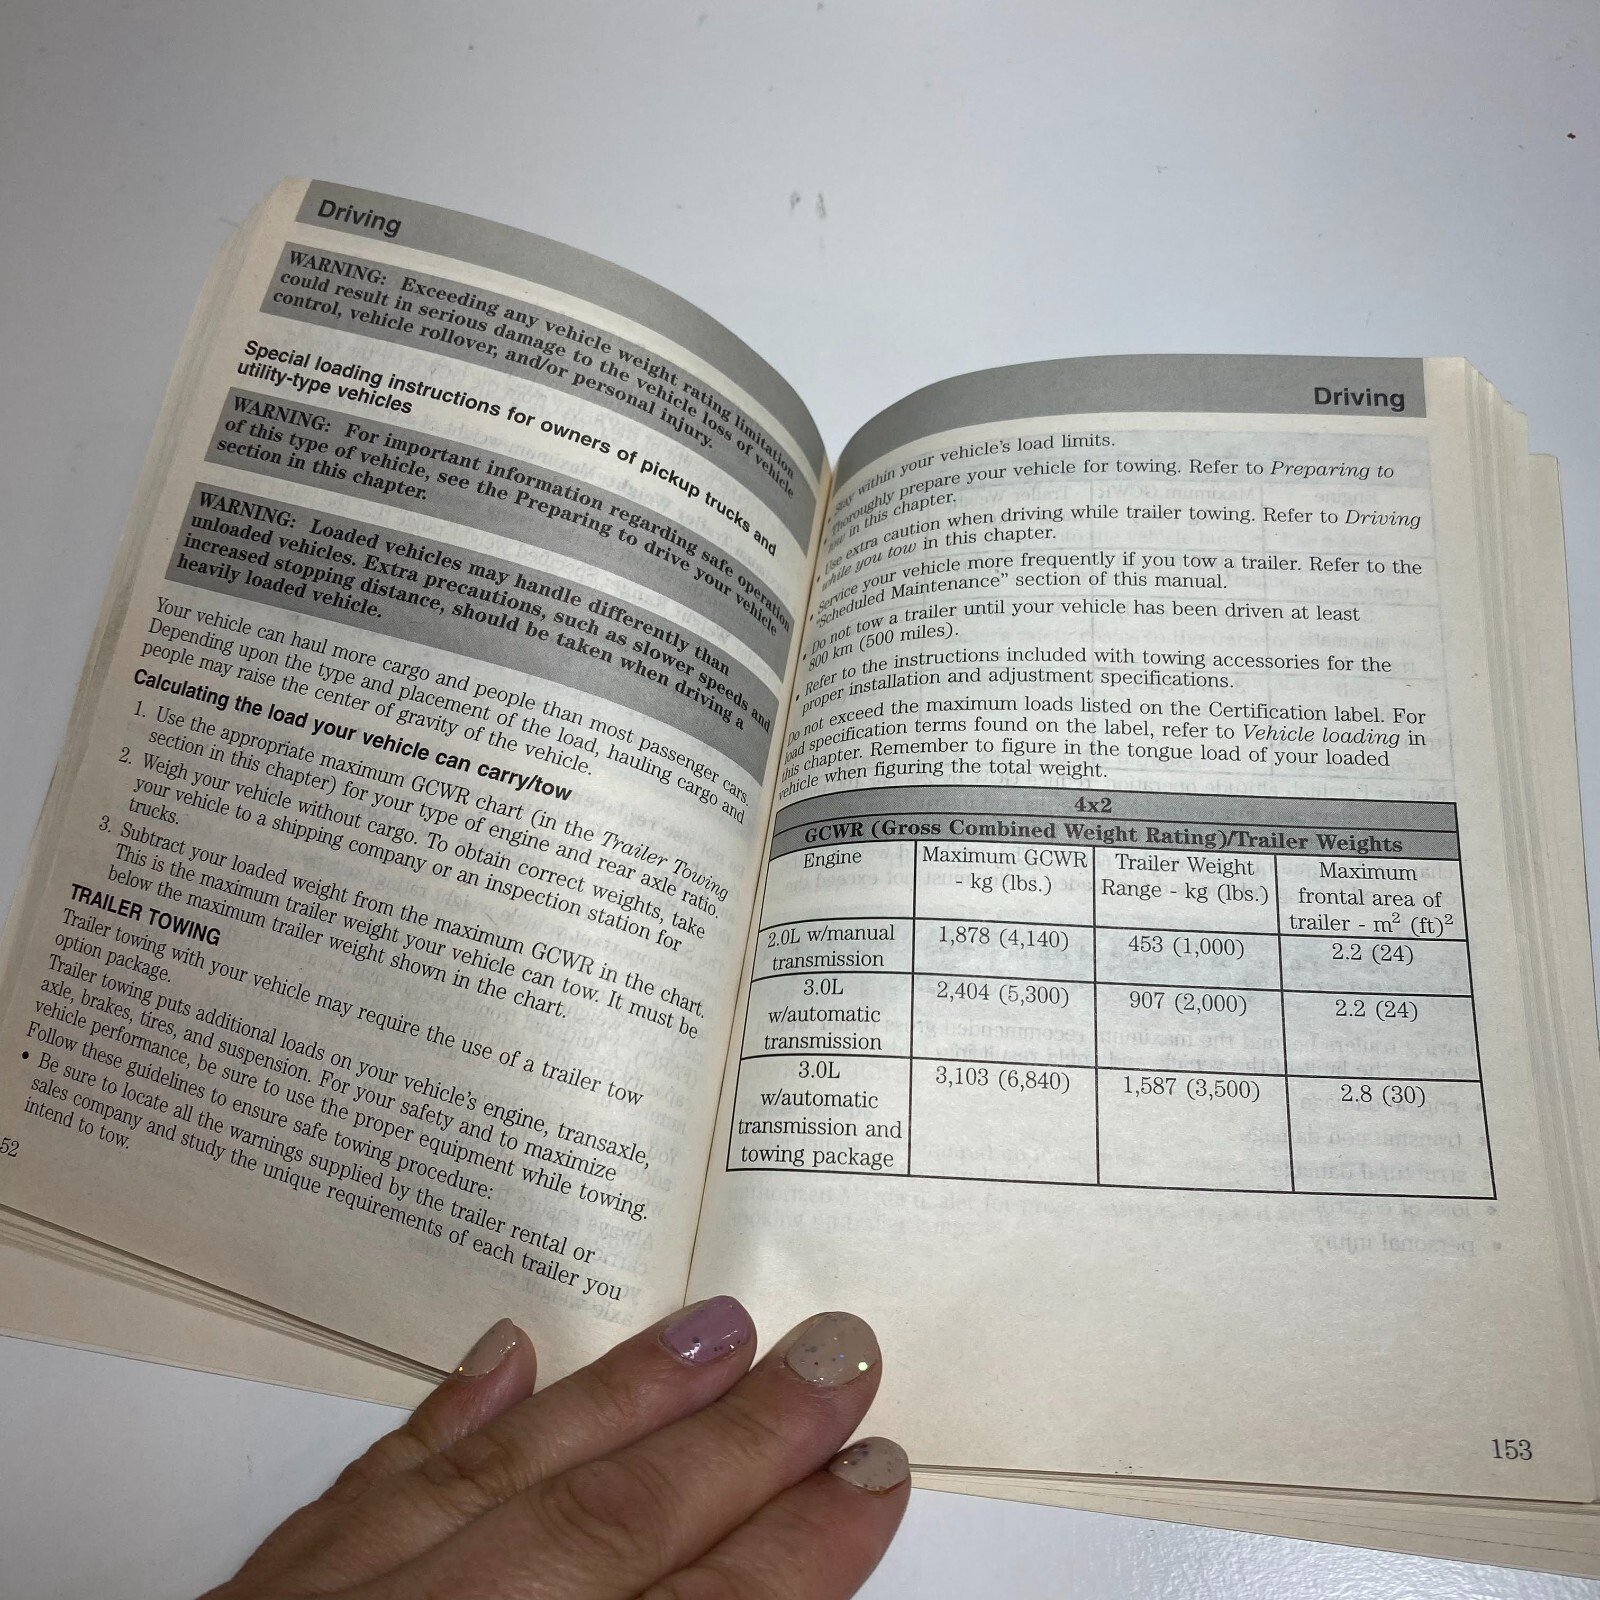 Driving
WARNING: Exceeding any vehicle weight rating limitation
could result in serious damage to the vehicle loss of vehicle
control, vehicle rollover, and/or personal injury.
Special loading instructions for owners of pickup trucks and
utility-type vehicles
WARNING: For important information regarding safe operation
of this type of vehicle, see the Preparing to drive your vehicle
section in this chapter.
WARNING: Loaded vehicles may handle differently than
unloaded vehicles. Extra precautions, such as slower speeds and
increased stopping distance, should be taken when driving a
heavily loaded vehicle.
Your vehicle can haul more cargo and people than most passenger cars.
Depending upon the type and placement of the load, hauling cargo and
people may raise the center of gravity of the vehicle.
Calculating the load your vehicle can carry/tow
1. Use the appropriate maximum GCWR chart (in the Trailer Towing
section in this chapter) for your type of engine and rear axle ratio.
2. Weigh your vehicle without cargo. To obtain correct weights, take
your vehicle to a shipping company or an inspection station for
trucks.
3. Subtract your loaded weight from the maximum GCWR in the chart.
This is the maximum trailer weight your vehicle can tow. It must be
below the maximum trailer weight shown in the chart.
TRAILER TOWING
Trailer towing with your vehicle may require the use of a trailer tow
option package.
Trailer towing puts additional loads on your vehicle's engine, transaxle,
axle, brakes, tires, and suspension. For your safety and to maximize
vehicle performance, be sure to use the proper equipment while towing.
Follow these guidelines to ensure safe towing procedure:
• Be sure to locate all the warnings supplied by the trailer rental or
sales company and study the unique requirements of each trailer you
intend to tow.
52
Driving
Stay within your vehicle's load limits.
• Thoroughly prepare your vehicle for towing. Refer to Preparing to
tow in this chapter.
• Use extra caution when driving while trailer towing. Refer to Driving
while you tow in this chapter.
• Service your vehicle more frequently if you tow a trailer. Refer to the
"Scheduled Maintenance" section of this manual.
• Do not tow a trailer until your vehicle has been driven at least
800 km (500 miles).
• Refer to the instructions included with towing accessories for the
proper installation and adjustment specifications.
Do not exceed the maximum loads listed on the Certification label. For
load specification terms found on the label, refer to Vehicle loading in
this chapter. Remember to figure in the tongue load of your loaded
vehicle when figuring the total weight.
4x2
GCWR (Gross Combined Weight Rating)/Trailer Weights
Engine Maximum GCWR - kg (lbs.) Trailer Weight Range - kg (lbs.) Maximum frontal area of trailer - m² (ft)²
2.0L w/manual transmission 1,878 (4,140) 453 (1,000) 2.2 (24)
3.0L w/automatic transmission 2,404 (5,300) 907 (2,000) 2.2 (24)
3.0L w/automatic transmission and towing package 3,103 (6,840) 1,587 (3,500) 2.8 (30)
153